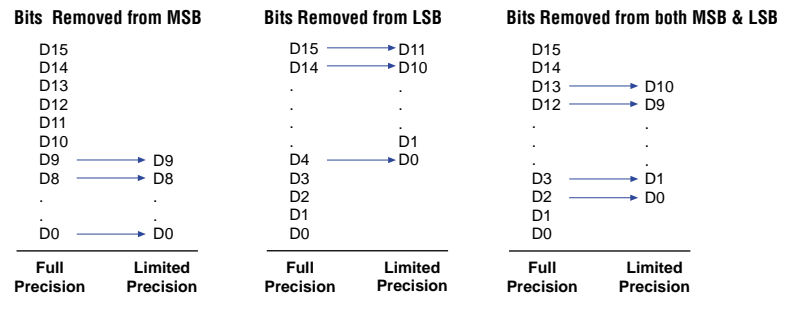 Bits Removed from MSB
D15
D14
D13
D12
D11
D10
D9 D9
D8 D8
. .
. .
D0 D0
Full Limited
Precision Precision
Bits Removed from LSB
D15 D11
D14 D10
. .
. .
. .
. D1
D4 D0
D3
D2
D1
D0
Full Limited
Precision Precision
Bits Removed from both MSB & LSB
D15
D14
D13 D10
D12 D9
. .
. .
. .
D3 D1
D2 D0
D1
D0
Full Limited
Precision Precision